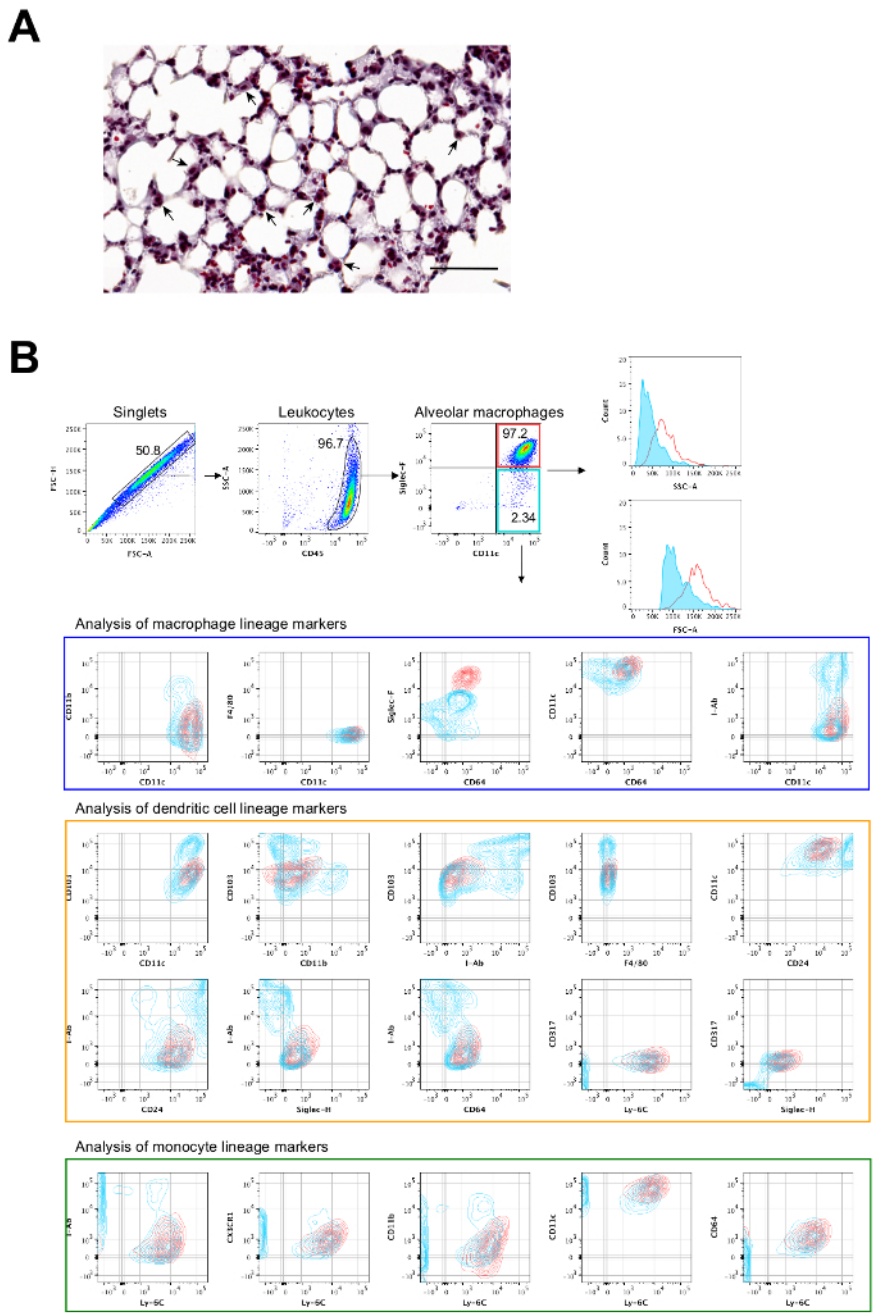 A
B
Singlets
Leukocytes
Alveolar macrophages
50.8
96.7
97.2
2.34
FSC-H
FSC-A
SSC-A
CD45
Siglec-F
CD11c
Count
SSC-A
Count
FSC-A
Analysis of macrophage lineage markers
CD11b
CD11c
F4/80
CD11c
Siglec-F
CD64
CD11c
CD64
I-Ab
CD11c
Analysis of dendritic cell lineage markers
CD103
CD11c
CD103
CD11b
CD103
I-Ab
CD103
F4/80
CD11c
CD24
I-Ab
CD24
I-Ab
Siglec-H
I-Ab
CD64
CD317
Ly-6C
CD317
Siglec-H
Analysis of monocyte lineage markers
I-Ab
Ly-6C
CX3CR1
Ly-6C
CD11b
Ly-6C
CD11c
Ly-6C
CD64
Ly-6C